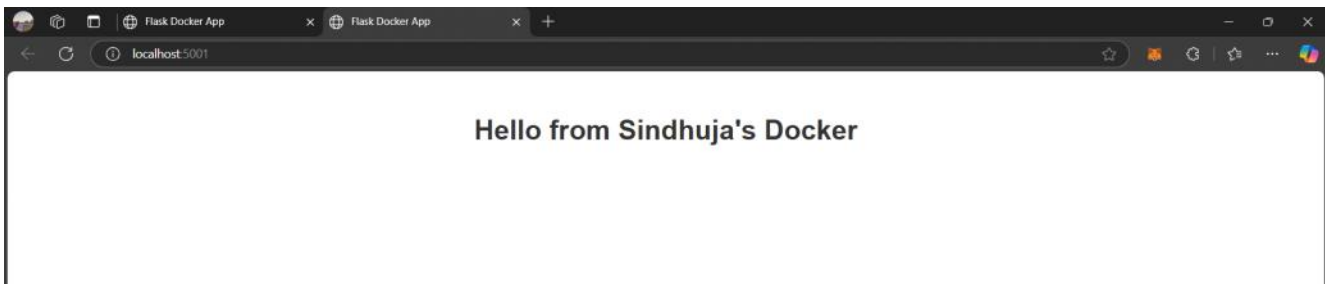 Flask Docker App
Flask Docker App
localhost:5001
Hello from Sindhuja's Docker